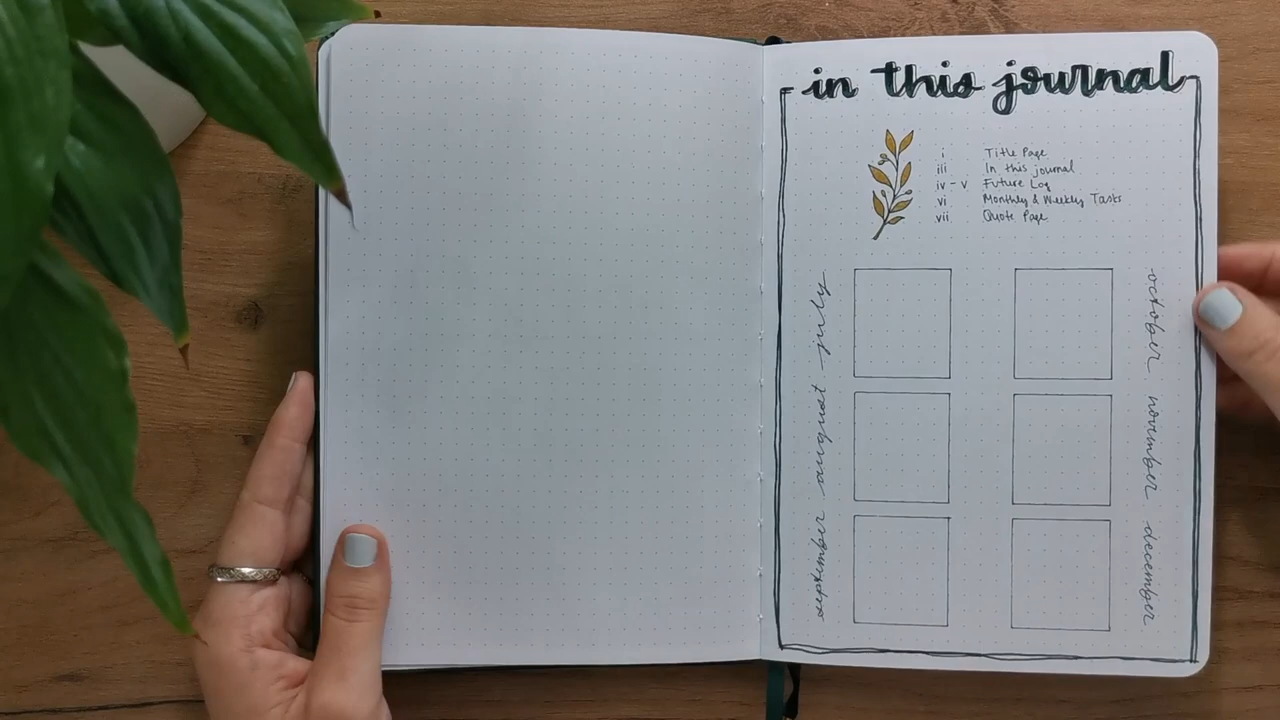 in this journal
i Title Page
iii In this journal
iv - v Future Log
vi Monthly & Weekly Tasks
vii Quote Page
july
august
september
october
november
december